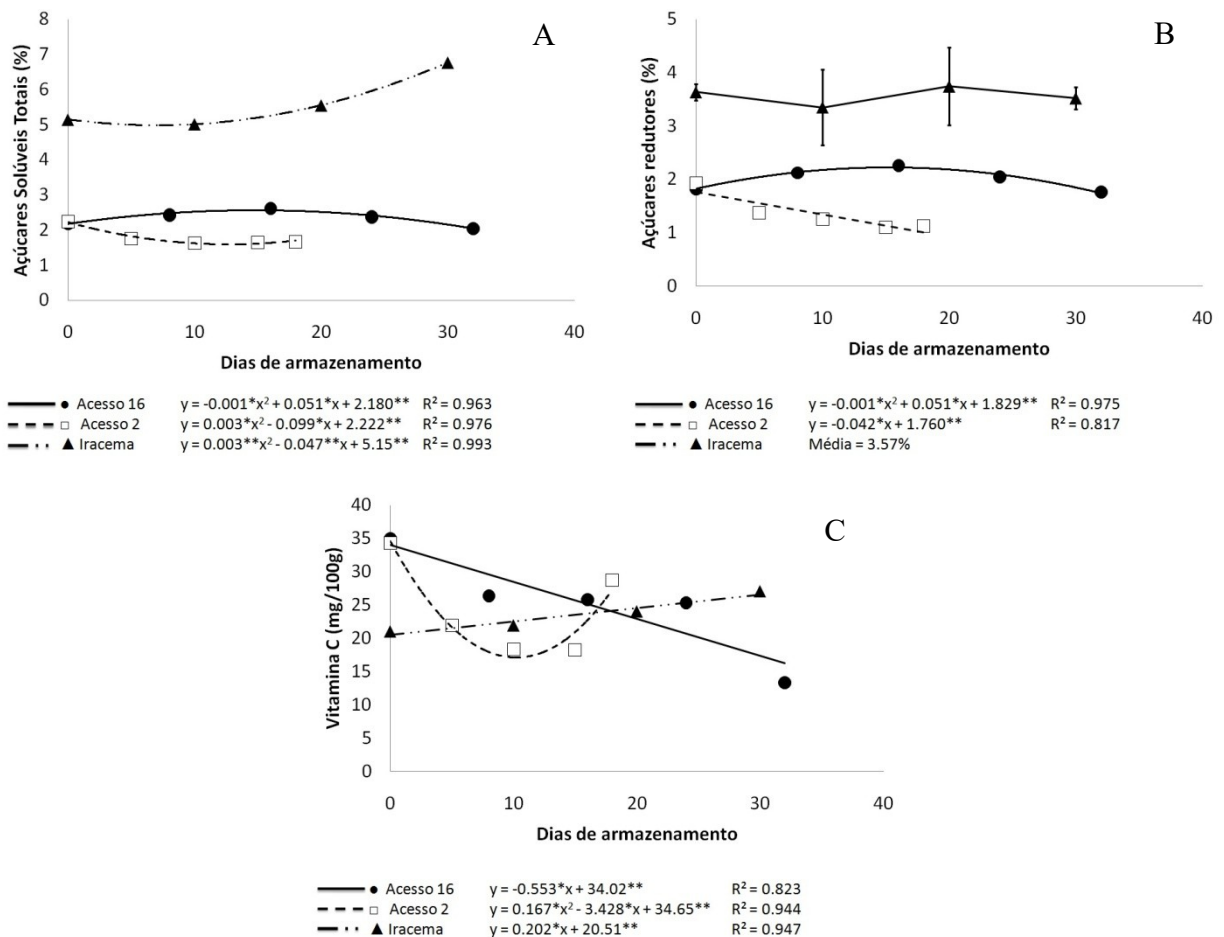 A
Açúcares Solúveis Totais (%)
8
7
6
5
4
3
2
1
0
0 10 20 30 40
Dias de armazenamento
Acesso 16 y = -0.001*x² + 0.051*x + 2.180** R² = 0.963
Acesso 2 y = 0.003*x² - 0.099*x + 2.222** R² = 0.976
Iracema y = 0.003**x² - 0.047**x + 5.15** R² = 0.993
B
Açúcares redutores (%)
5
4
3
2
1
0
0 10 20 30 40
Dias de armazenamento
Acesso 16 y = -0.001*x² + 0.051*x + 1.829** R² = 0.975
Acesso 2 y = -0.042*x + 1.760** R² = 0.817
Iracema Média = 3.57%
C
Vitamina C (mg/100g)
40
35
30
25
20
15
10
5
0
0 10 20 30 40
Dias de armazenamento
Acesso 16 y = -0.553*x + 34.02** R² = 0.823
Acesso 2 y = 0.167*x² - 3.428*x + 34.65** R² = 0.944
Iracema y = 0.202*x + 20.51** R² = 0.947